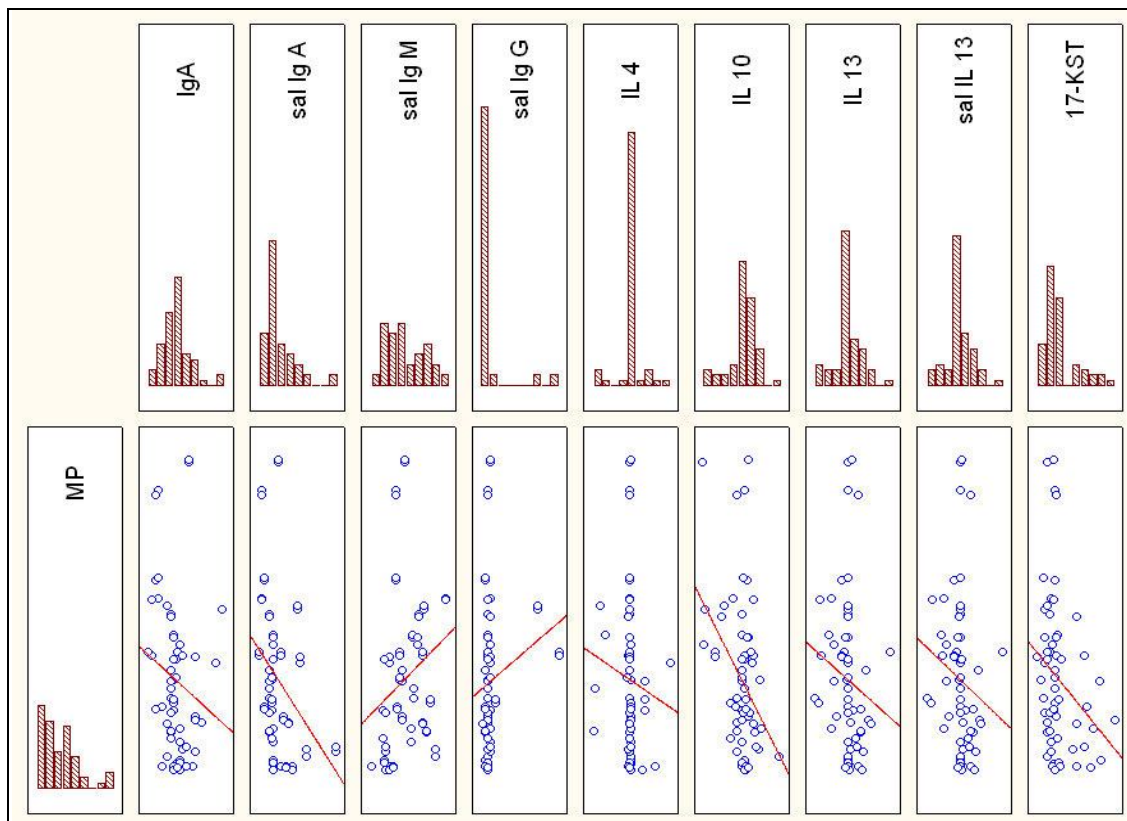 IgA
sal Ig A
sal Ig M
sal Ig G
IL 4
IL 10
IL 13
sal IL 13
17-KST
MP